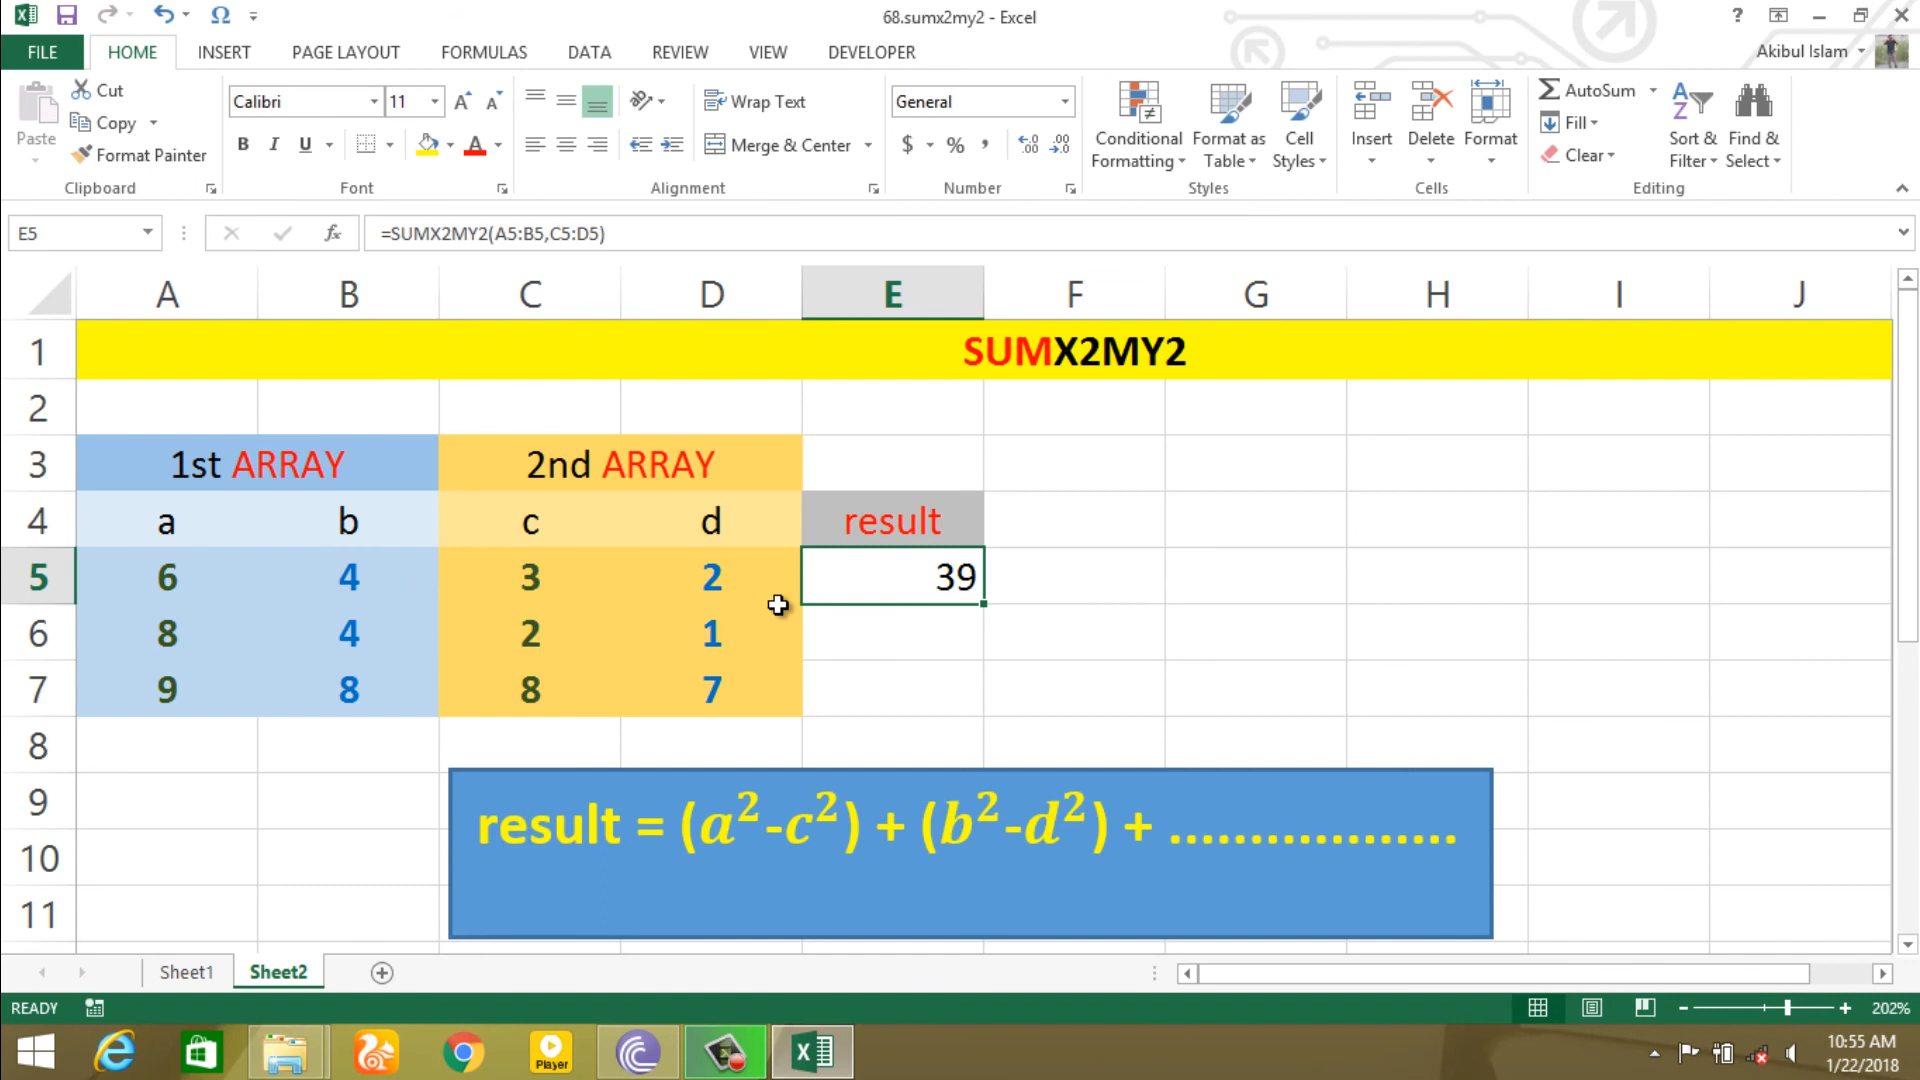 68.sumx2my2 - Excel
?
FILE HOME INSERT PAGE LAYOUT FORMULAS DATA REVIEW VIEW DEVELOPER Akibul Islam
Cut
Copy
Format Painter
Paste
Clipboard
Calibri 11
B I U
Font
Wrap Text
Merge & Center
Alignment
General
$ % ,
Number
Conditional Formatting
Format as Table
Cell Styles
Styles
Insert Delete Format
Cells
AutoSum
Fill
Clear
Sort & Filter
Find & Select
Editing
E5 fx =SUMX2MY2(A5:B5,C5:D5)
A B C D E F G H I J
1 SUMX2MY2
2
3 1st ARRAY 2nd ARRAY
4 a b c d result
5 6 4 3 2 39
6 8 4 2 1
7 9 8 8 7
8
9
10
11
result = (a²-c²) + (b²-d²) + ..................
Sheet1 Sheet2
READY 202%
Player
10:55 AM
1/22/2018